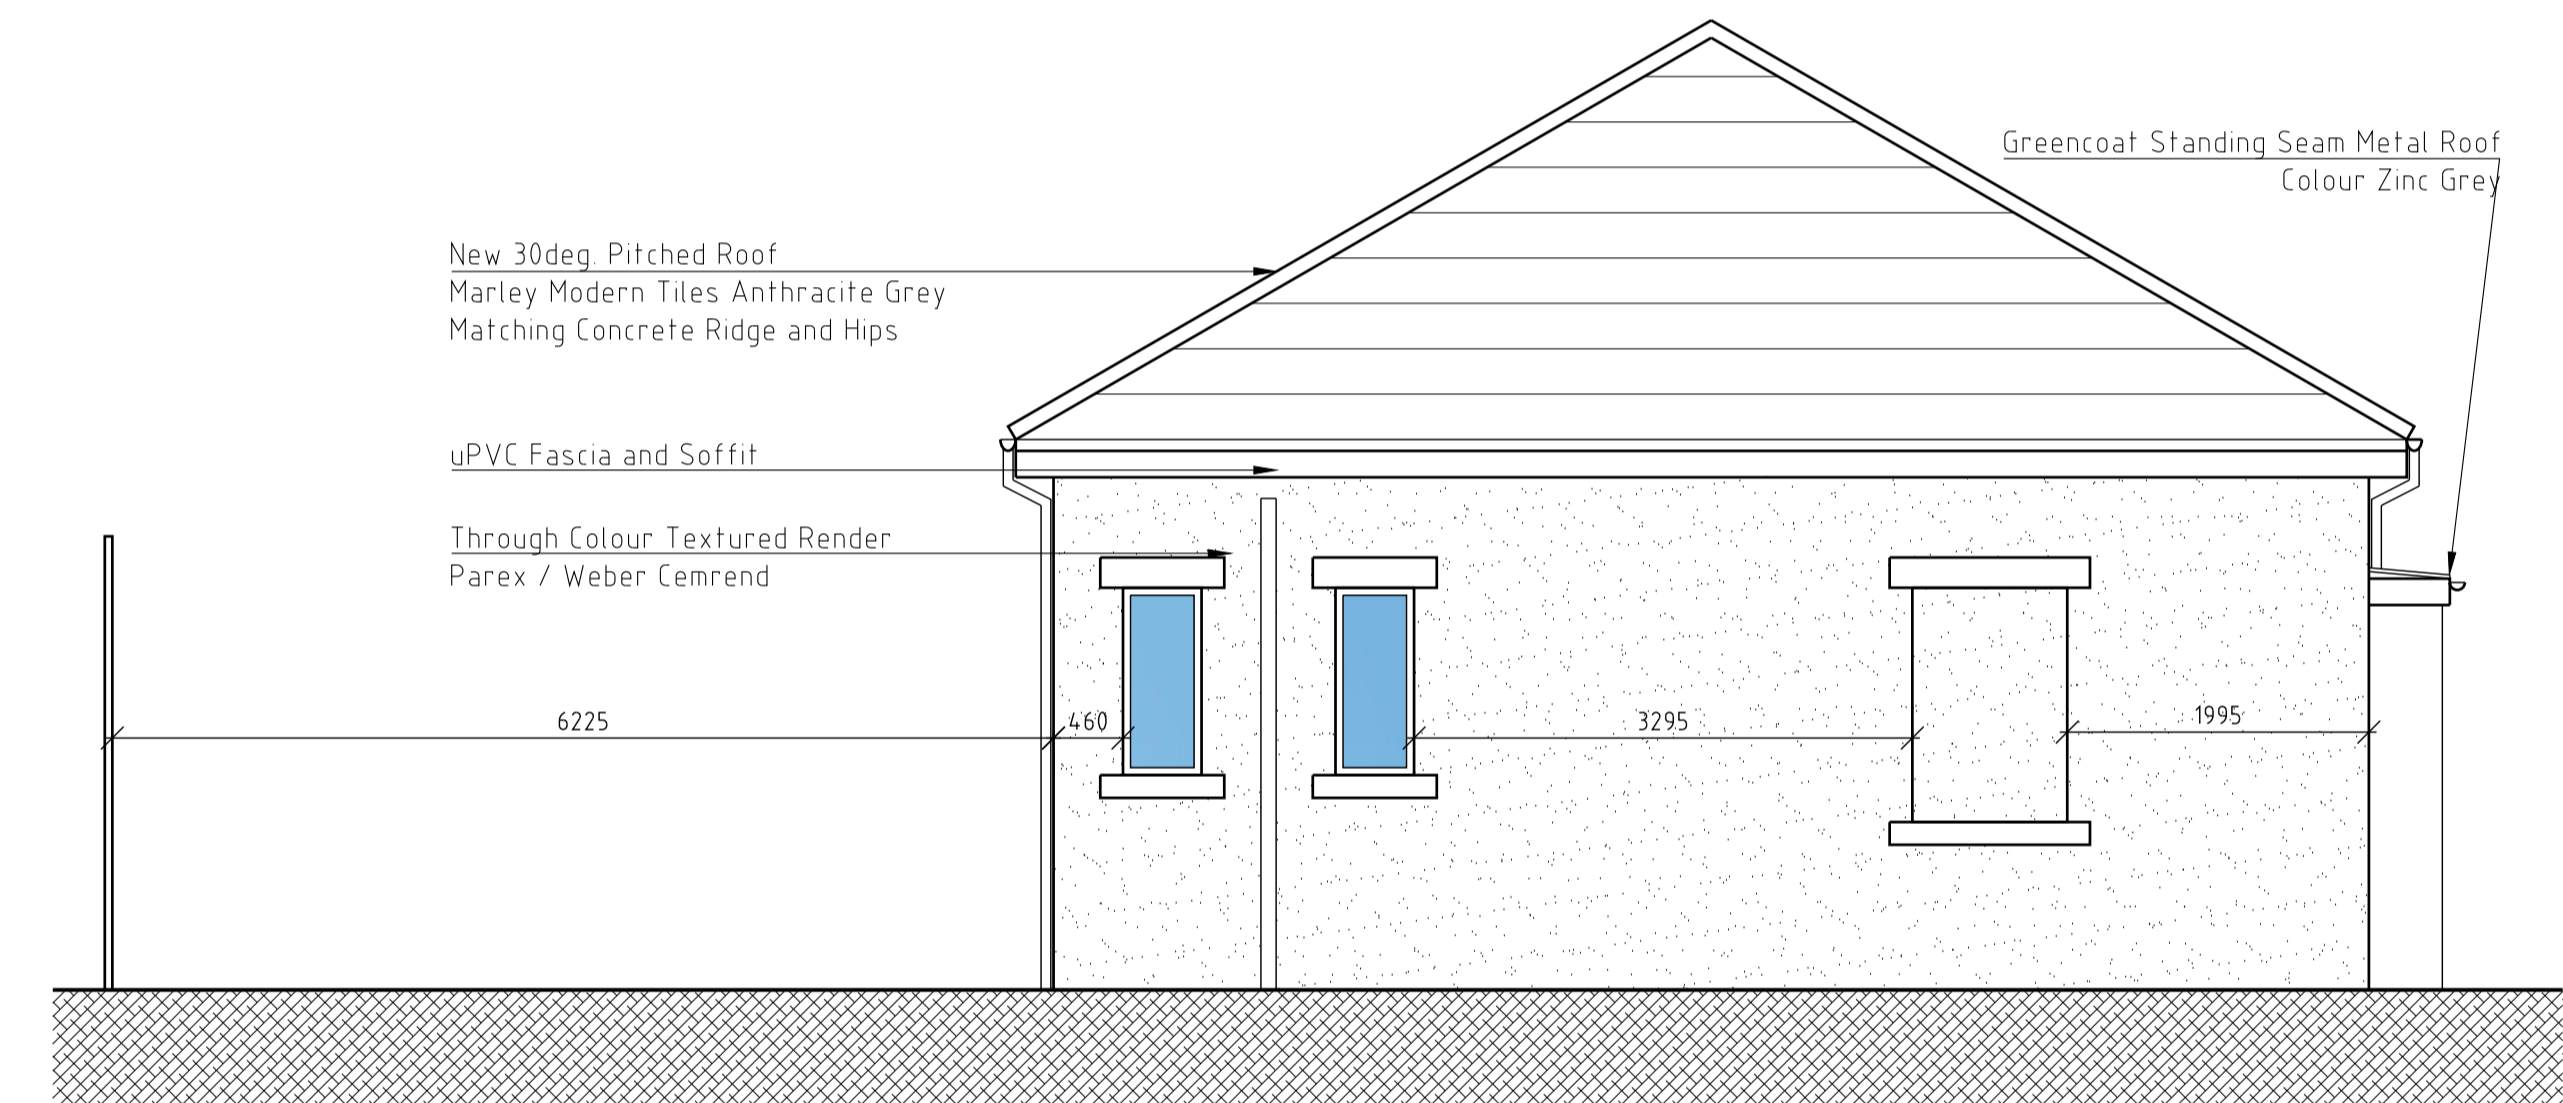 Greencoat Standing Seam Metal Roof
Colour Zinc Grey
New 30deg. Pitched Roof
Marley Modern Tiles Anthracite Grey
Matching Concrete Ridge and Hips
uPVC Fascia and Soffit
Through Colour Textured Render
Parex / Weber Cemrend
6225
460
3295
1995